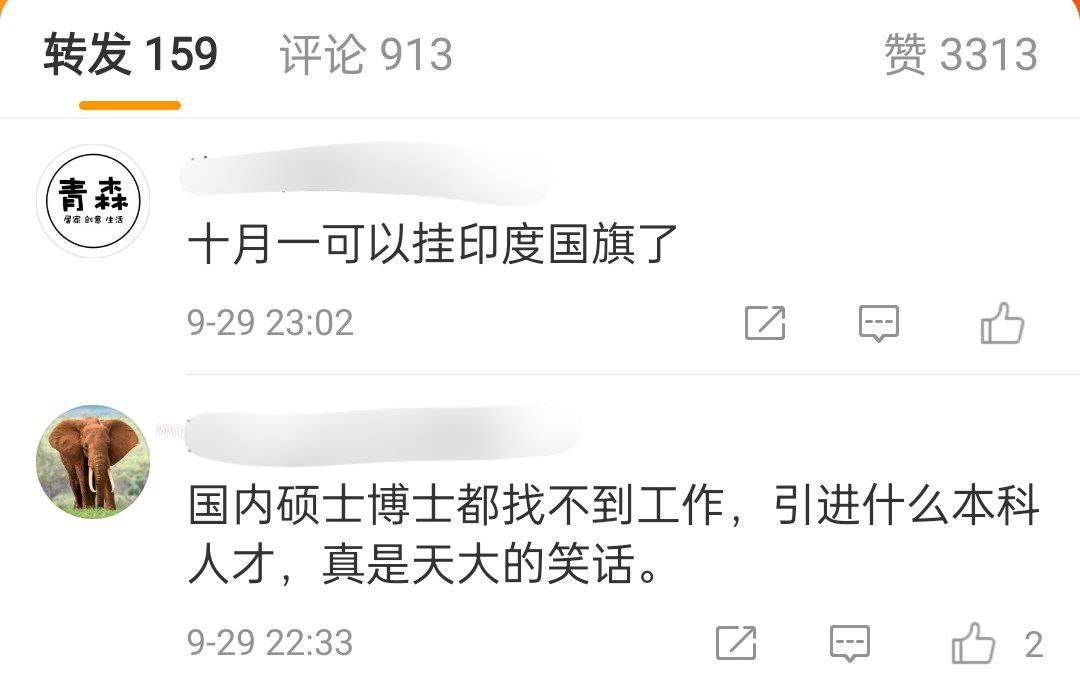 转发 159 评论 913 赞 3313
青森
居家 创意 生活
十月一可以挂印度国旗了
9-29 23:02
国内硕士博士都找不到工作，引进什么本科
人才，真是天大的笑话。
9-29 22:33 2